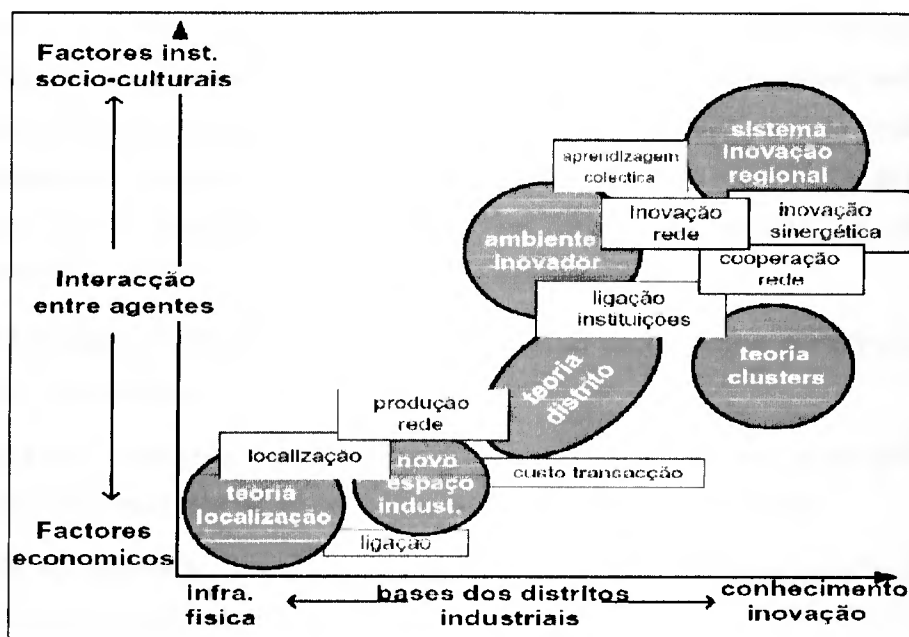 Factores inst.
socio-culturais
Interacção
entre agentes
Factores
economicos
sistema
inovação
regional
aprendizagem
colectica
Inovação
rede
inovação
sinergética
ambiente
Inovador
cooperação
rede
ligação
instituiçoes
teoria
clusters
teoria
distrito
produção
rede
localização
novo
espaço
indust.
custo transacção
teoria
localização
ligação
infra.
fisica
bases dos distritos
industriais
conhecimento
inovação